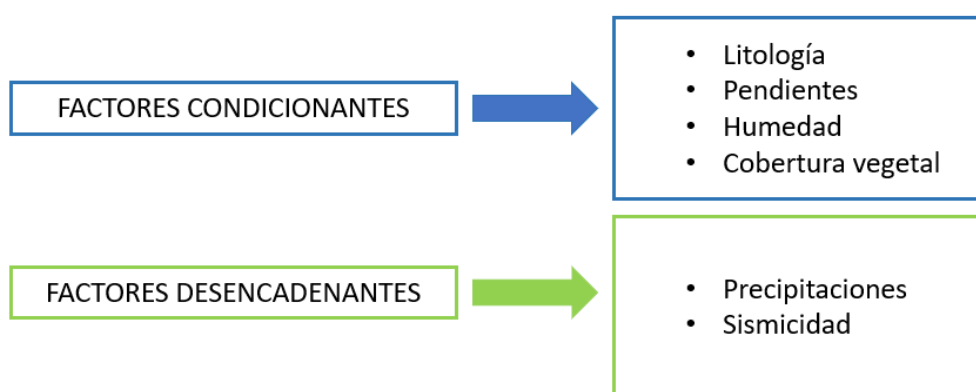 FACTORES CONDICIONANTES
• Litología
• Pendientes
• Humedad
• Cobertura vegetal
FACTORES DESENCADENANTES
• Precipitaciones
• Sismicidad